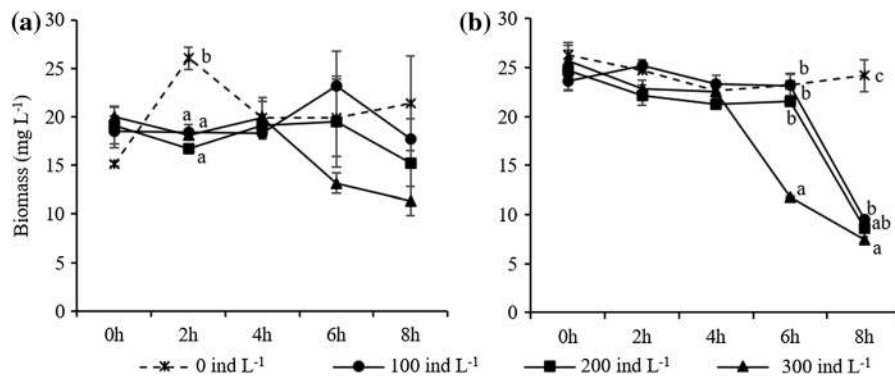 (a)
Biomass (mg L⁻¹)
30
25
20
15
10
5
0
b
a
a
a
0h 2h 4h 6h 8h
(b)
30
25
20
15
10
5
0
b
b
b
a
c
b
ab
a
0h 2h 4h 6h 8h
0 ind L⁻¹ 100 ind L⁻¹ 200 ind L⁻¹ 300 ind L⁻¹